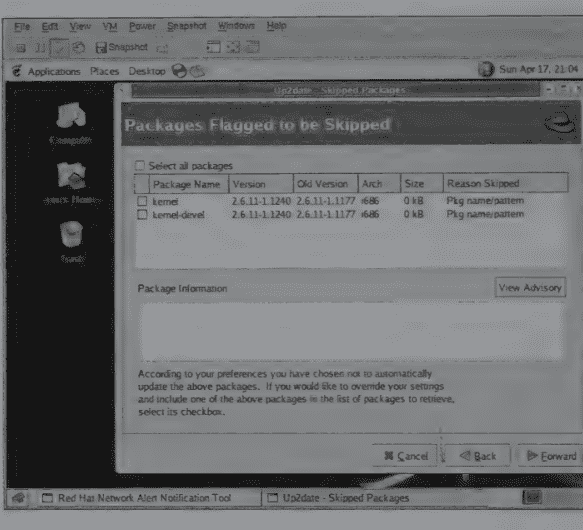 File Edit View VM Power Snapshot Windows Help
Snapshot
Applications Places Desktop
Sun Apr 17, 21:04
Up2date - Skipped Packages
Packages Flagged to be Skipped
Computer
Home
Trash
Select all packages
Package Name Version Old Version Arch Size Reason Skipped
kernel 2.6.11-1.1240 2.6.11-1.1177 i686 0 kB Pkg name/pattern
kernel-devel 2.6.11-1.1240 2.6.11-1.1177 i686 0 kB Pkg name/pattern
Package Information
View Advisory
According to your preferences you have chosen not to automatically
update the above packages. If you would like to override your settings
and include one of the above packages in the list of packages to retrieve,
select its checkbox.
Cancel Back Forward
Red Hat Network Alert Notification Tool Up2date - Skipped Packages